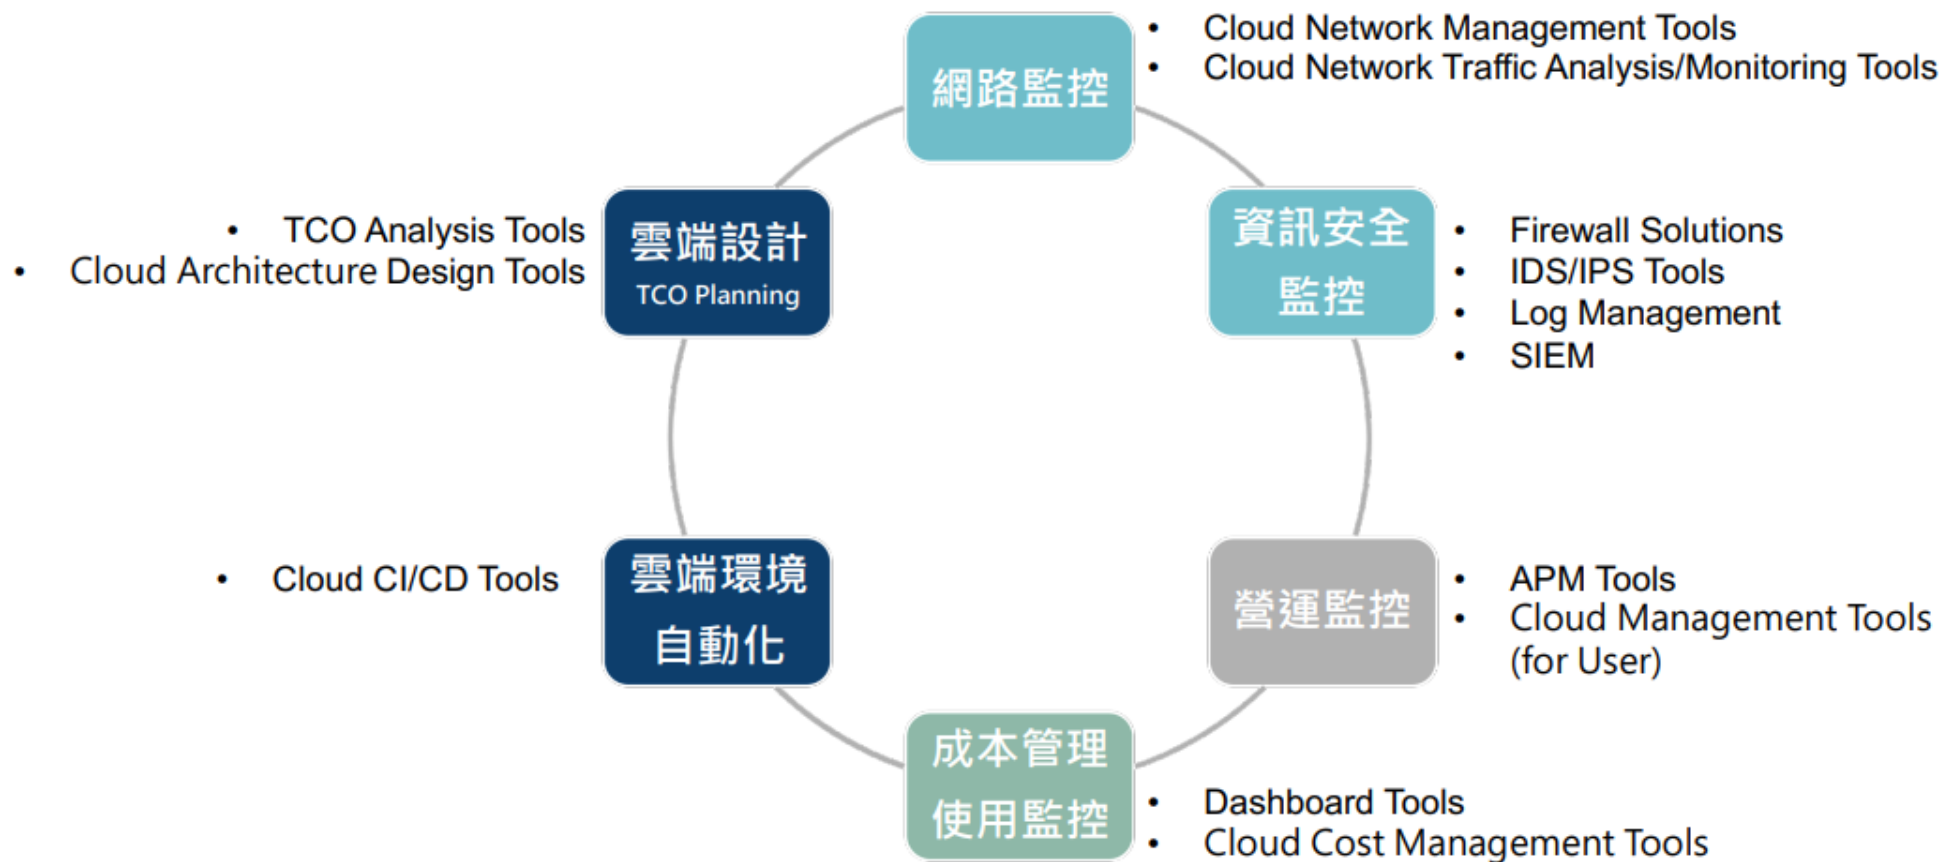 網路監控
• Cloud Network Management Tools
• Cloud Network Traffic Analysis/Monitoring Tools
資訊安全
監控
• Firewall Solutions
• IDS/IPS Tools
• Log Management
• SIEM
營運監控
• APM Tools
• Cloud Management Tools
(for User)
成本管理
使用監控
• Dashboard Tools
• Cloud Cost Management Tools
雲端環境
自動化
• Cloud CI/CD Tools
雲端設計
TCO Planning
• TCO Analysis Tools
• Cloud Architecture Design Tools